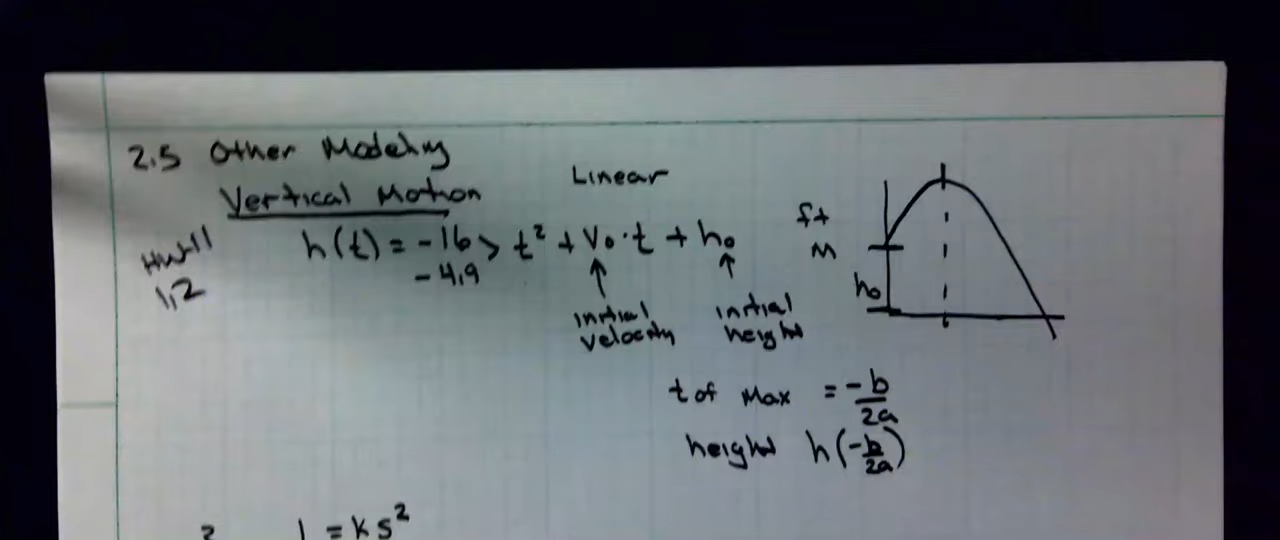 2.5 Other Modeling
Vertical Motion
Linear
HW 11
1,2
h(t) = -16 > t² + v₀·t + h₀
-4.9
↑ initial velocity
↑ initial height
ft
M
h₀
t of Max = -b/2a
height h(-b/2a)
2
= ks²